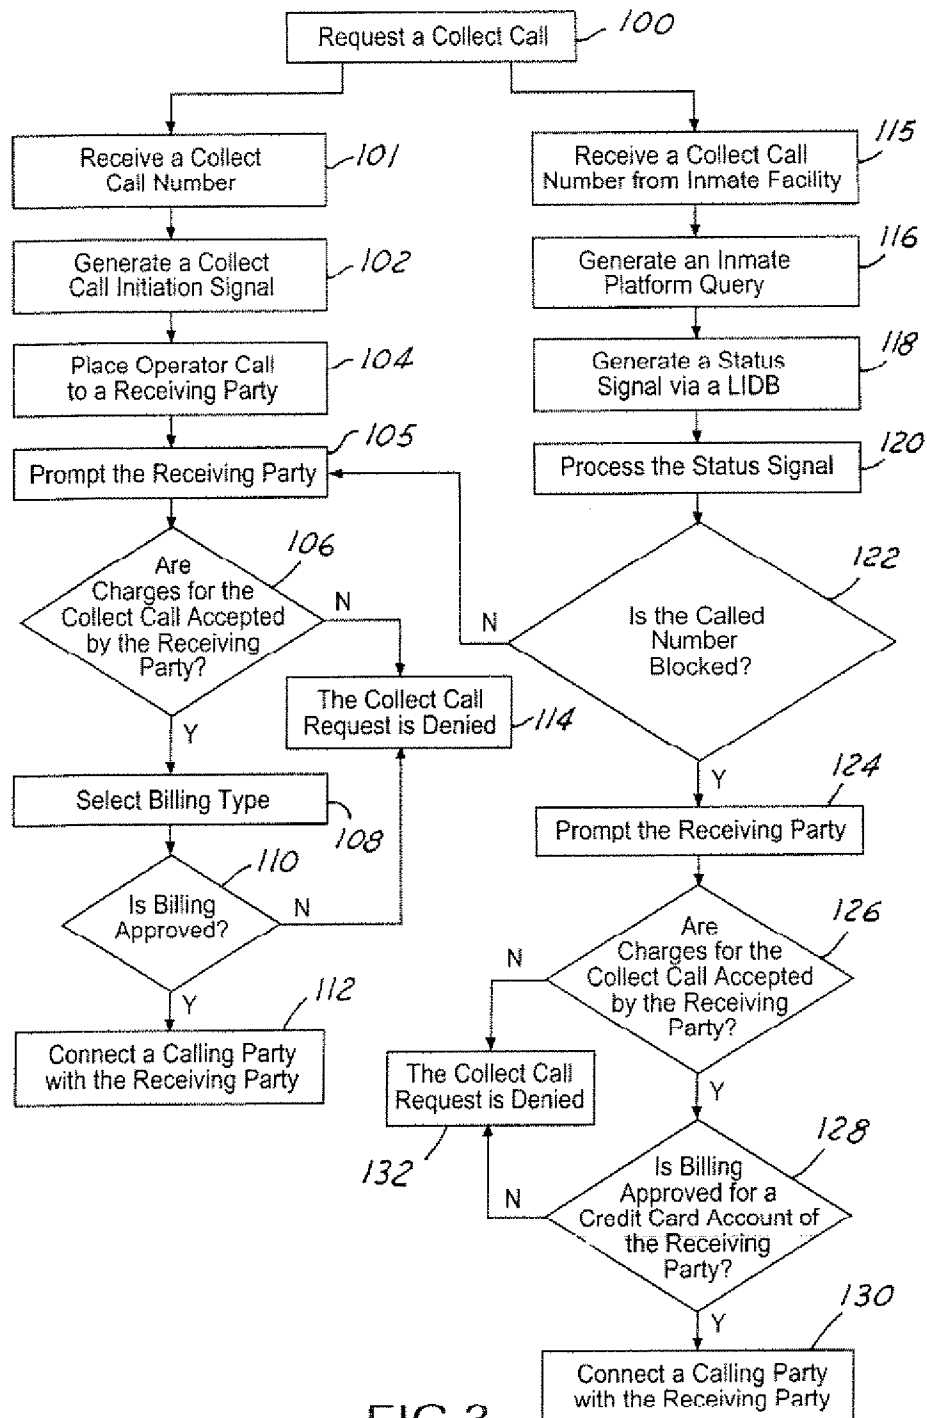 Request a Collect Call
100
Receive a Collect
Call Number
101
Generate a Collect
Call Initiation Signal
102
Place Operator Call
to a Receiving Party
104
Prompt the Receiving Party
105
Are
Charges for the
Collect Call Accepted
by the Receiving
Party?
106
N
Y
The Collect Call
Request is Denied
114
Select Billing Type
108
Is Billing
Approved?
110
N
Y
Connect a Calling Party
with the Receiving Party
112
Receive a Collect Call
Number from Inmate Facility
115
Generate an Inmate
Platform Query
116
Generate a Status
Signal via a LIDB
118
Process the Status Signal
120
Is the Called
Number
Blocked?
122
N
Y
Prompt the Receiving Party
124
Are
Charges for the
Collect Call Accepted
by the Receiving
Party?
126
N
Y
The Collect Call
Request is Denied
132
Is Billing
Approved for a
Credit Card Account of
the Receiving
Party?
128
N
Y
Connect a Calling Party
with the Receiving Party
130
FIG 3